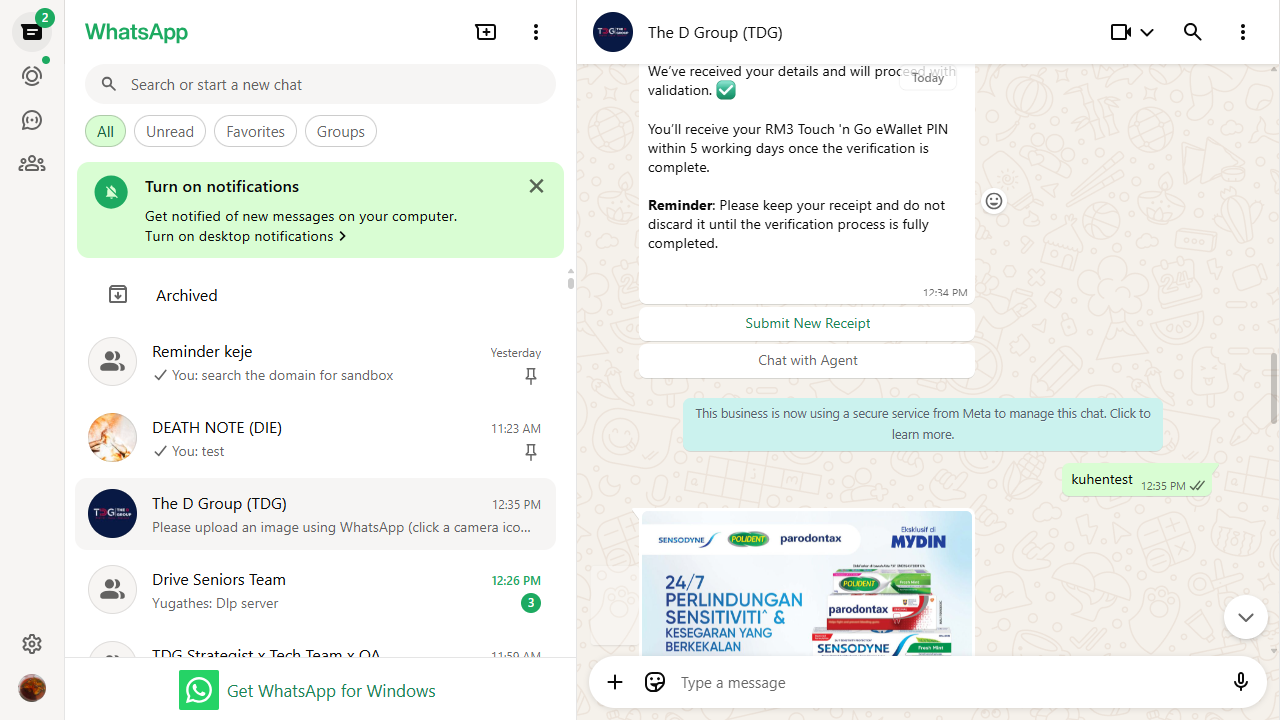 2
WhatsApp
Search or start a new chat
All
Unread
Favorites
Groups
Turn on notifications
Get notified of new messages on your computer.
Turn on desktop notifications
Archived
Reminder keje
Yesterday
You: search the domain for sandbox
DEATH NOTE (DIE)
11:23 AM
You: test
The D Group (TDG)
12:35 PM
Please upload an image using WhatsApp (click a camera ico...
Drive Seniors Team
12:26 PM
Yugathes: Dlp server
3
TDG Strategist x Tech Team x QA
11:59 AM
Get WhatsApp for Windows
The D Group (TDG)
We've received your details and will proceed with
validation. ✅
Today
You'll receive your RM3 Touch 'n Go eWallet PIN
within 5 working days once the verification is
complete.
Reminder: Please keep your receipt and do not
discard it until the verification process is fully
completed.
12:34 PM
Submit New Receipt
Chat with Agent
This business is now using a secure service from Meta to manage this chat. Click to
learn more.
kuhentest
12:35 PM
SENSODYNE
POLIDENT
parodontax
Eksklusif di
MYDIN
24/7
PERLINDUNGAN
SENSITIVITI^ &
KESEGARAN YANG
BERKEKALAN
POLIDENT
Fresh Mint
parodontax
SENSODYNE
Fresh Mint
Type a message